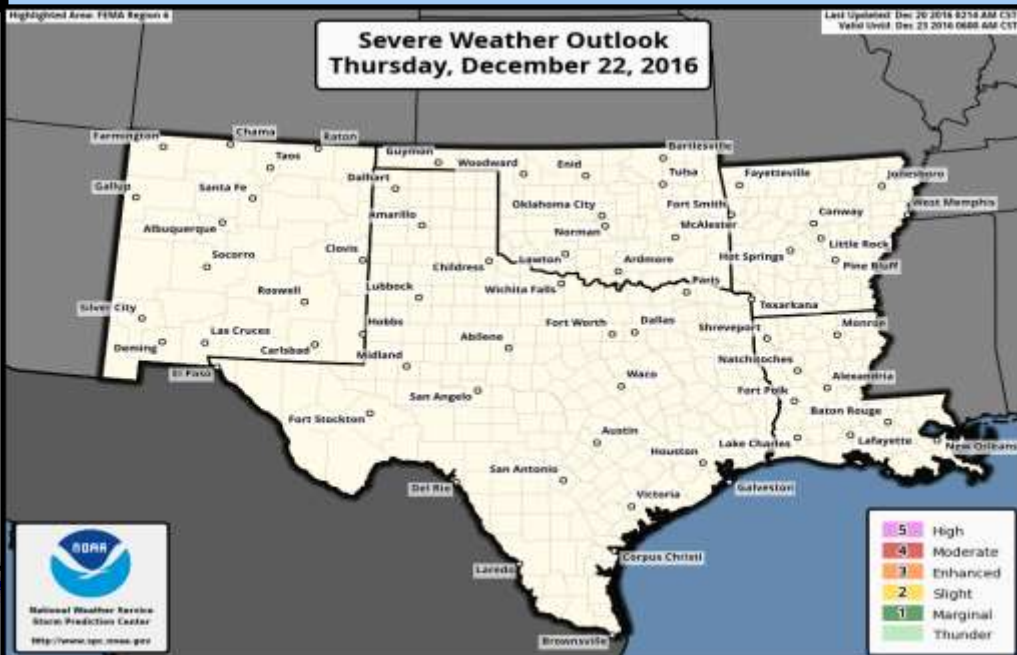 Highlighted Area: FEMA Region 6
Last Updated: Dec 20 2016 0214 AM CST
Valid Until: Dec 23 2016 0600 AM CST
Severe Weather Outlook
Thursday, December 22, 2016
Farmington
Chama
Raton
Taos
Guymon
Woodward
Enid
Bartlesville
Tulsa
Fayetteville
Jonesboro
Gallup
Santa Fe
Dalhart
Oklahoma City
Fort Smith
Conway
West Memphis
Albuquerque
Amarillo
Norman
McAlester
Little Rock
Socorro
Clovis
Childress
Lawton
Ardmore
Hot Springs
Pine Bluff
Roswell
Lubbock
Wichita Falls
Paris
Texarkana
Silver City
Las Cruces
Hobbs
Abilene
Fort Worth
Dallas
Shreveport
Monroe
Deming
Carlsbad
Midland
Natchitoches
El Paso
San Angelo
Waco
Fort Polk
Alexandria
Fort Stockton
Austin
Baton Rouge
Houston
Lake Charles
Lafayette
New Orleans
San Antonio
Del Rio
Victoria
Galveston
Corpus Christi
Laredo
Brownsville
NOAA
National Weather Service
Storm Prediction Center
http://www.spc.noaa.gov
5 High
4 Moderate
3 Enhanced
2 Slight
1 Marginal
Thunder